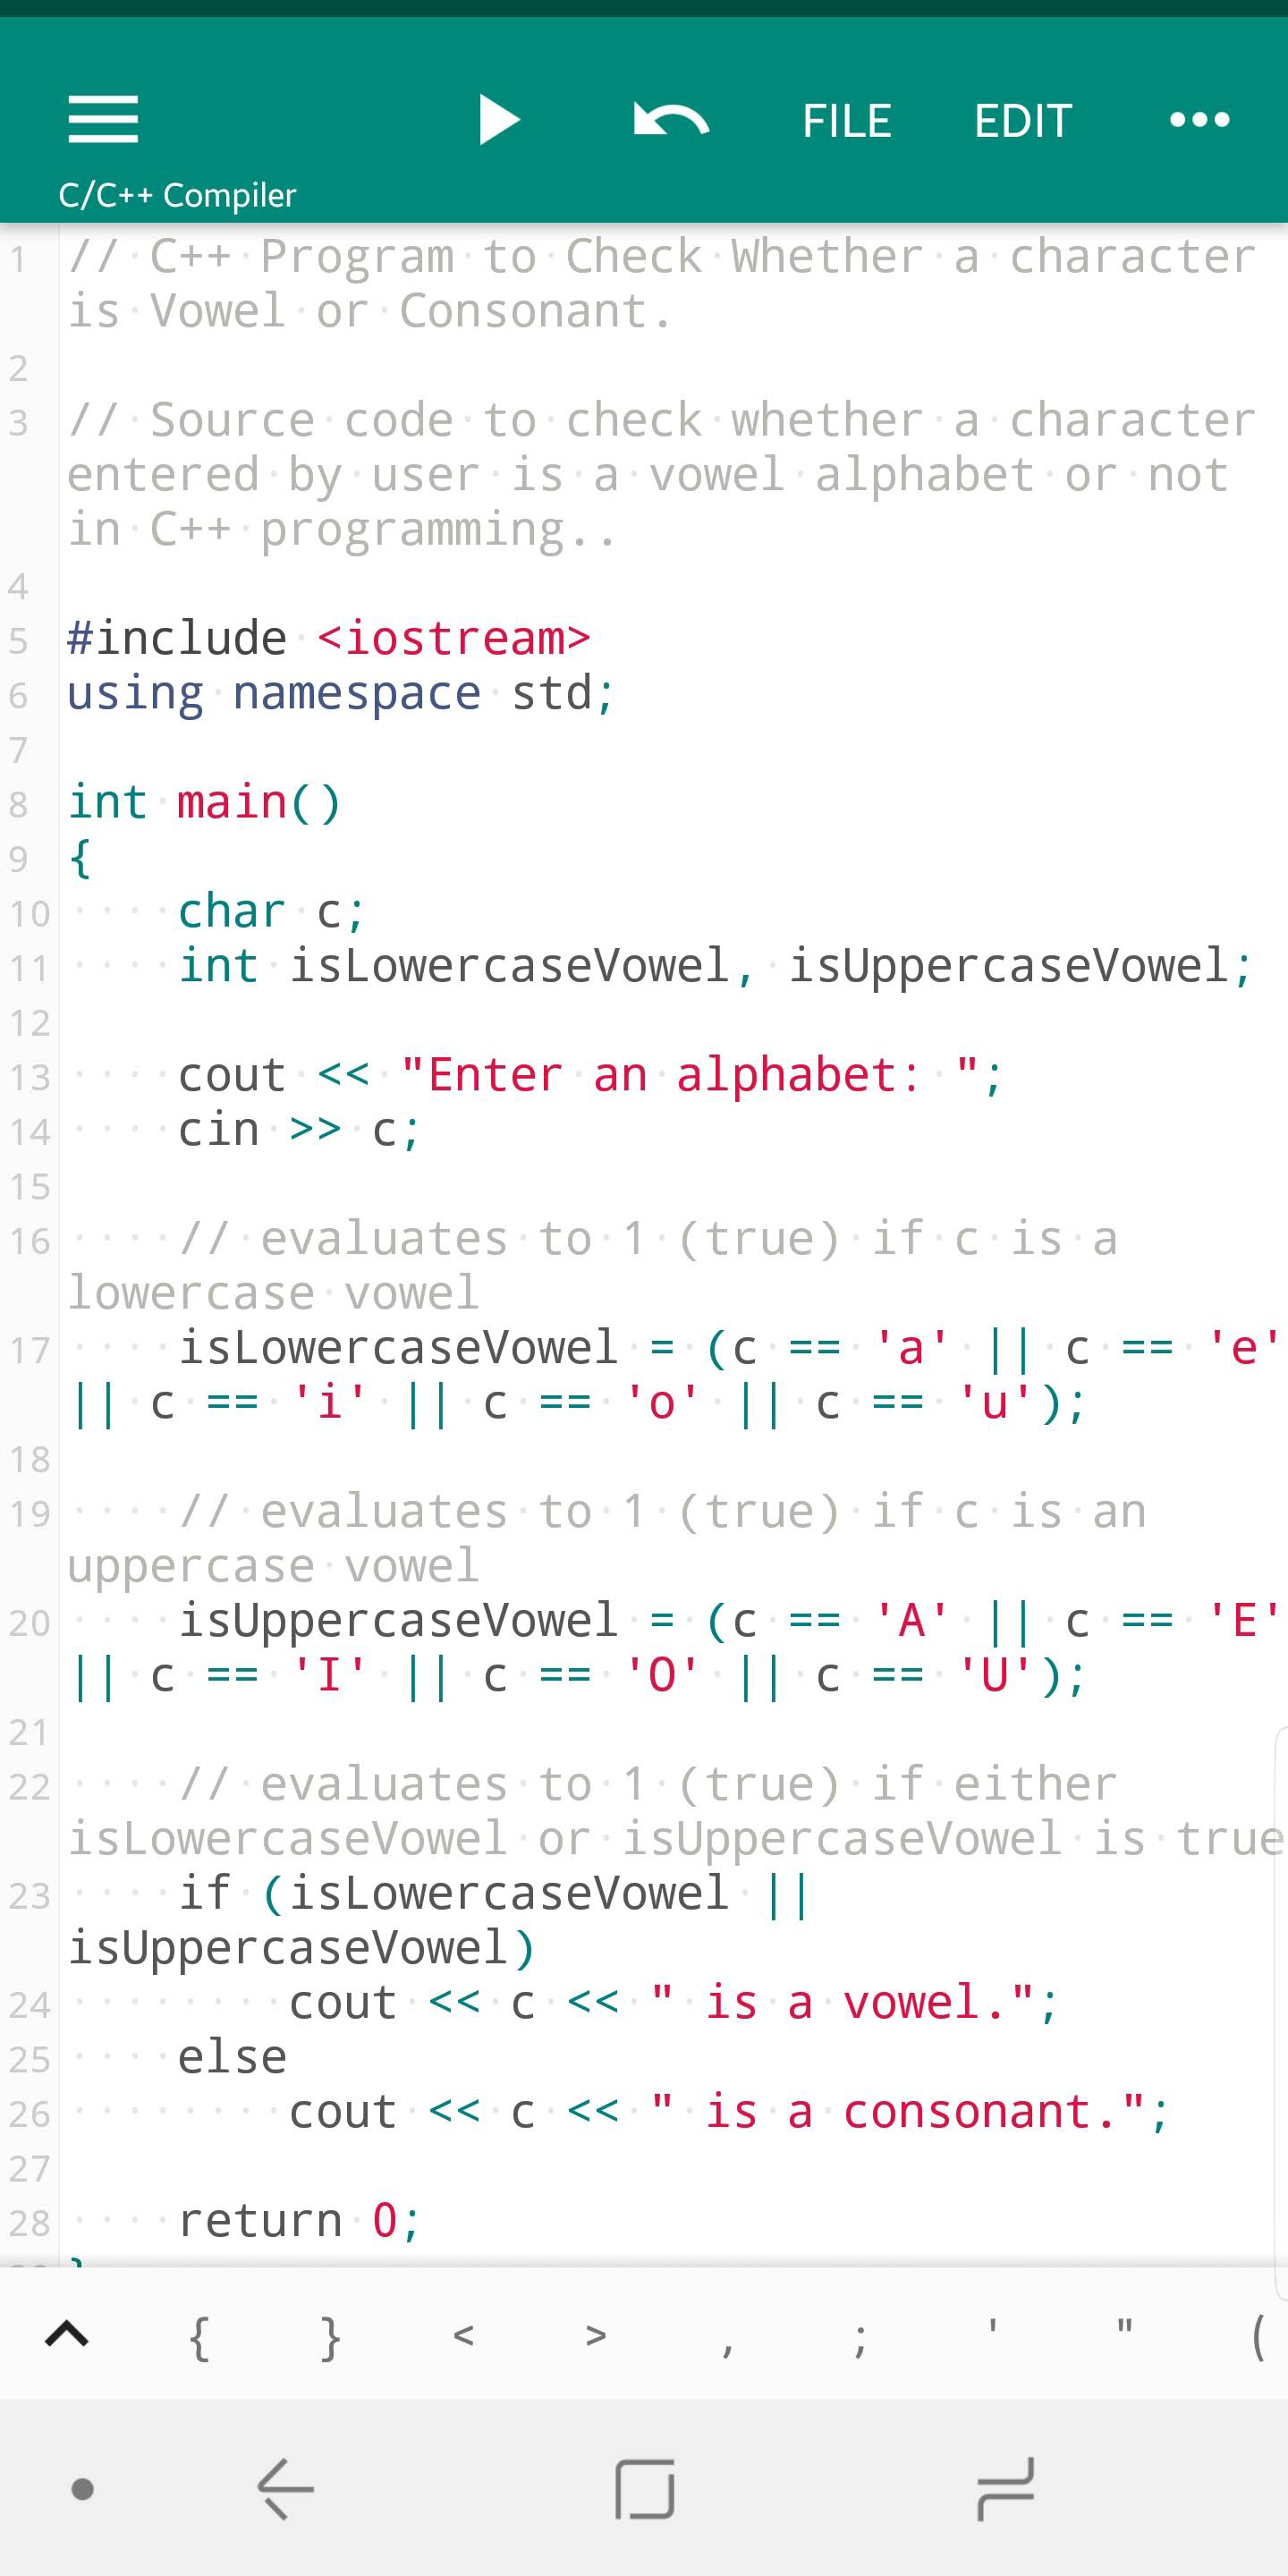 FILE EDIT
C/C++ Compiler
1 // C++ Program to Check Whether a character
is Vowel or Consonant.
2
3 // Source code to check whether a character
entered by user is a vowel alphabet or not
in C++ programming..
4
5 #include <iostream>
6 using namespace std;
7
8 int main()
9 {
10     char c;
11     int isLowercaseVowel, isUppercaseVowel;
12
13     cout << "Enter an alphabet: ";
14     cin >> c;
15
16     // evaluates to 1 (true) if c is a
lowercase vowel
17     isLowercaseVowel = (c == 'a' || c == 'e'
|| c == 'i' || c == 'o' || c == 'u');
18
19     // evaluates to 1 (true) if c is an
uppercase vowel
20     isUppercaseVowel = (c == 'A' || c == 'E'
|| c == 'I' || c == 'O' || c == 'U');
21
22     // evaluates to 1 (true) if either
isLowercaseVowel or isUppercaseVowel is true
23     if (isLowercaseVowel ||
isUppercaseVowel)
24         cout << c << " is a vowel.";
25     else
26         cout << c << " is a consonant.";
27
28     return 0;
{ } < > , ; ' " (